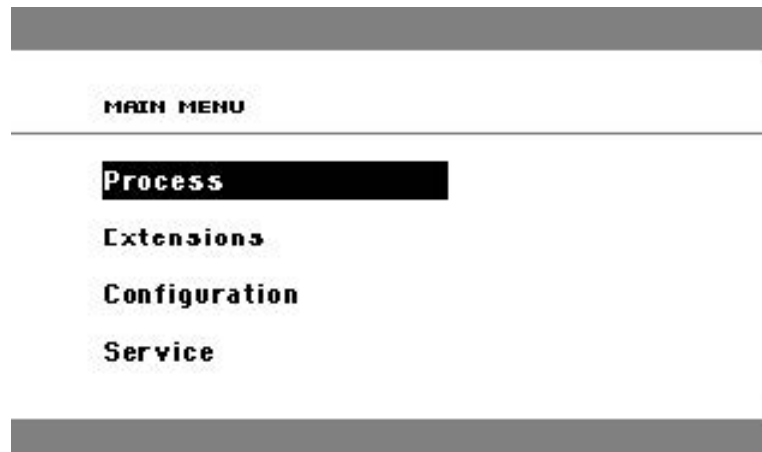 MAIN MENU
Process
Extensions
Configuration
Service